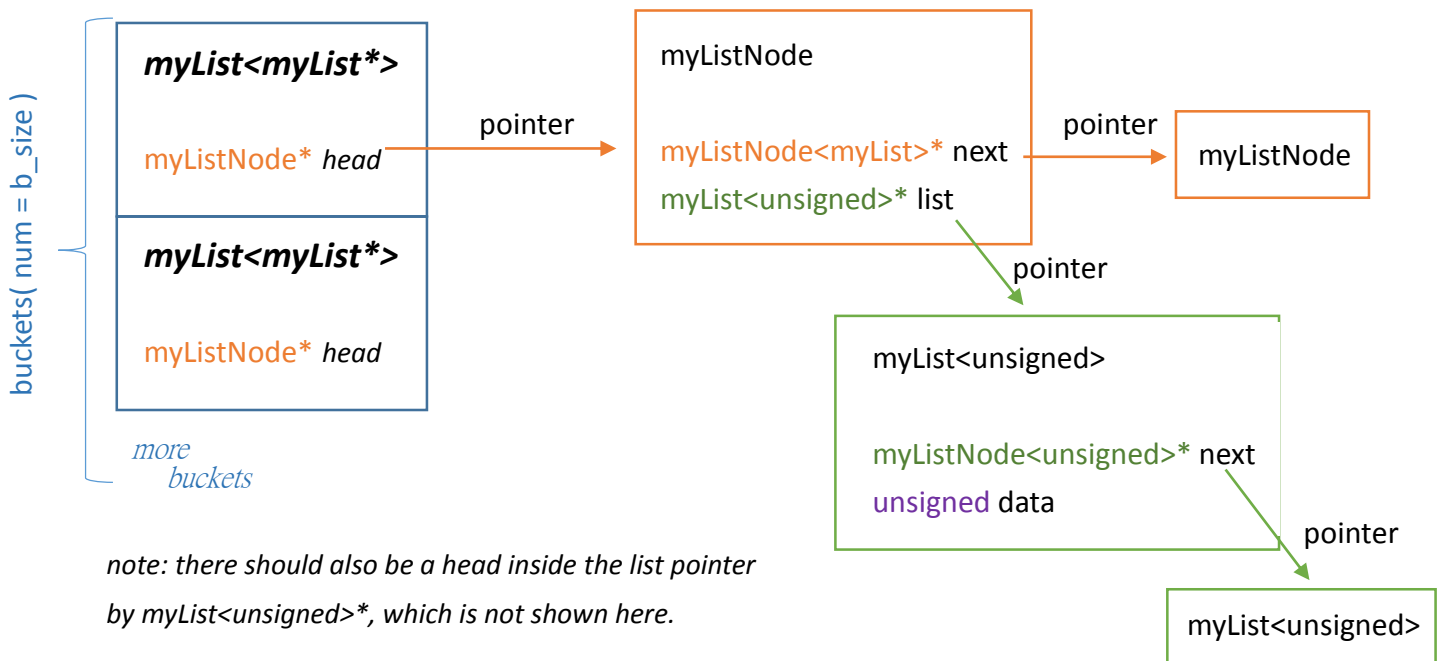 buckets( num = b_size )
myList<myList*>
myListNode* head
myList<myList*>
myListNode* head
more
buckets
pointer
myListNode
myListNode<myList>* next
myList<unsigned>* list
pointer
myListNode
pointer
myList<unsigned>
myListNode<unsigned>* next
unsigned data
pointer
myList<unsigned>
note: there should also be a head inside the list pointer
by myList<unsigned>*, which is not shown here.